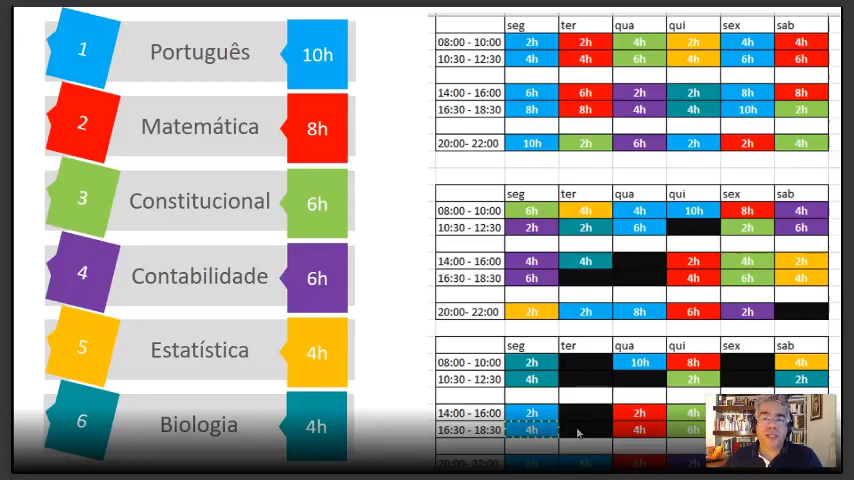 1 Português 10h
2 Matemática 8h
3 Constitucional 6h
4 Contabilidade 6h
5 Estatística 4h
6 Biologia 4h
seg ter qua qui sex sab
08:00 - 10:00 2h 2h 4h 2h 4h 4h
10:30 - 12:30 4h 4h 6h 4h 6h 6h
14:00 - 16:00 6h 6h 2h 2h 8h 8h
16:30 - 18:30 8h 8h 4h 4h 10h 2h
20:00- 22:00 10h 2h 6h 2h 2h 4h
seg ter qua qui sex sab
08:00 - 10:00 6h 4h 4h 10h 8h 4h
10:30 - 12:30 2h 2h 6h 2h 6h
14:00 - 16:00 4h 4h 2h 4h 2h
16:30 - 18:30 6h 4h 6h 4h
20:00- 22:00 2h 2h 8h 6h 2h
seg ter qua qui sex sab
08:00 - 10:00 2h 10h 8h 4h
10:30 - 12:30 4h 2h 2h
14:00 - 16:00 2h 2h 4h
16:30 - 18:30 4h 4h 6h
20:00- 22:00